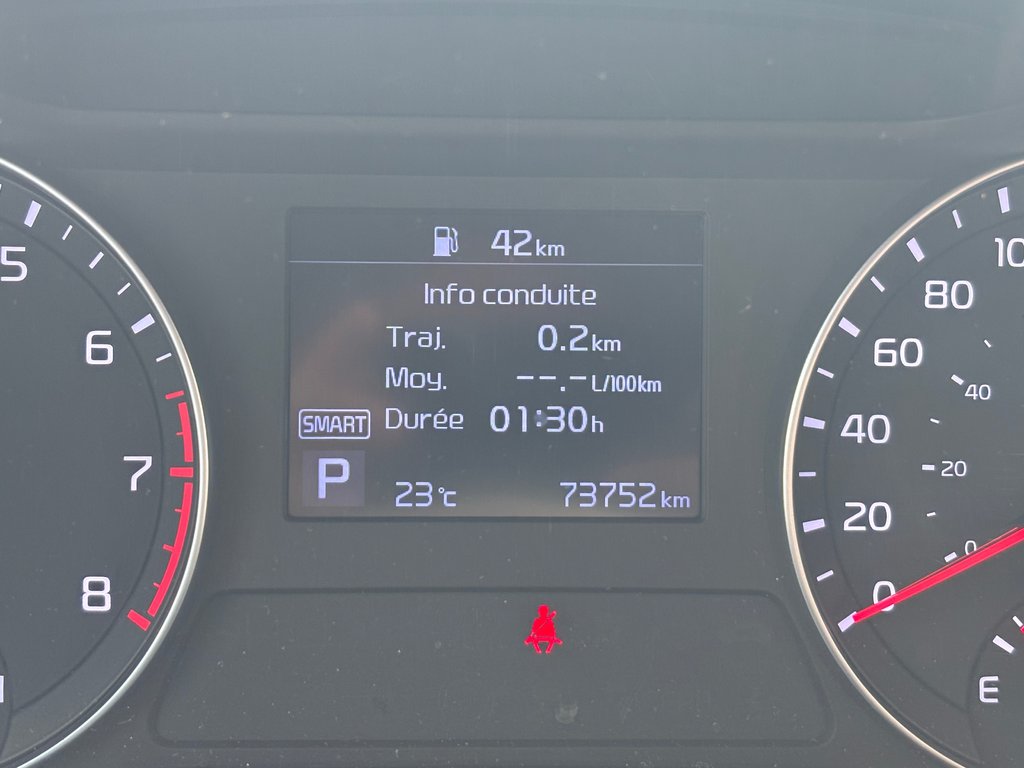 42km
Info conduite
Traj. 0.2km
Moy. --.- L/100km
Durée 01:30h
SMART
P
23°C 73752km
5
6
7
8
80
60
40
20
0
40
20
0
E